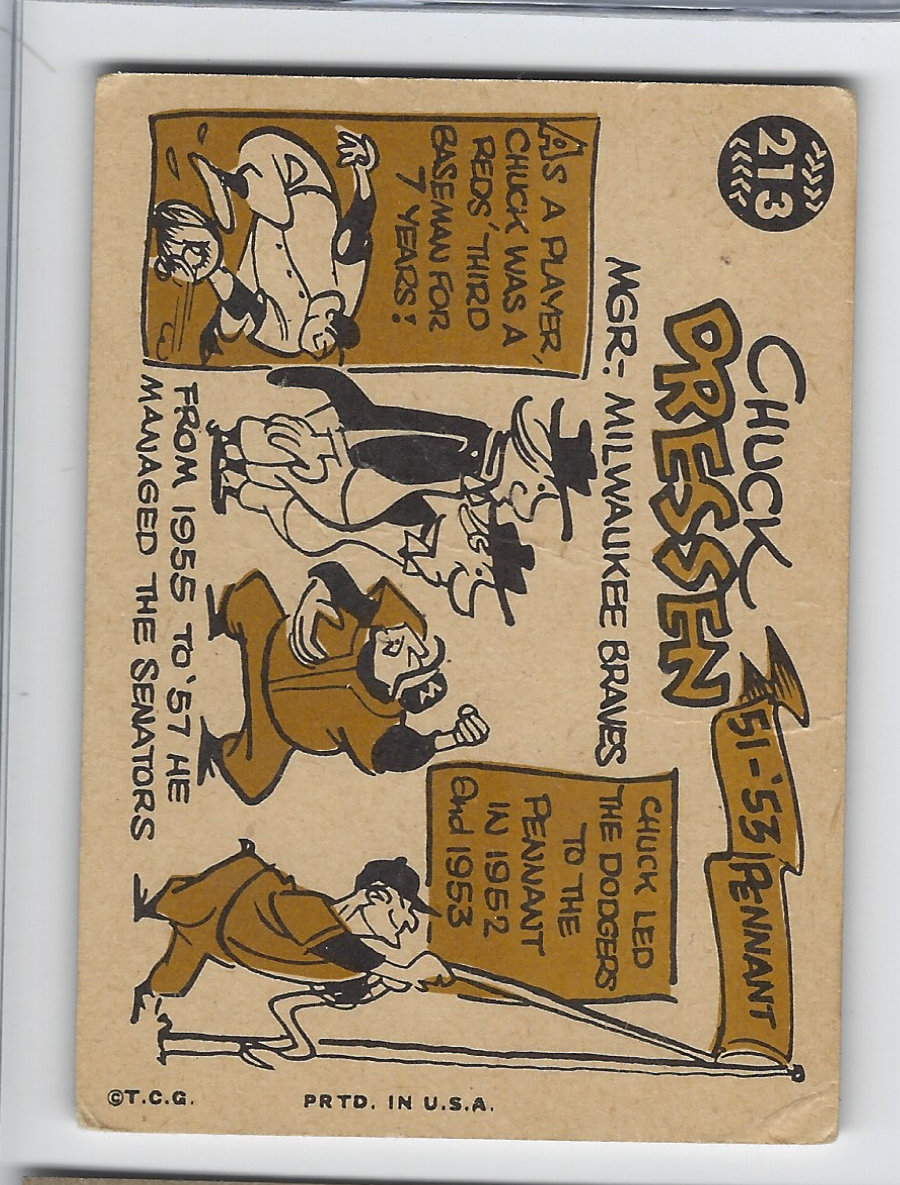 213
CHUCK
DRESSEN
MGR: MILWAUKEE BRAVES
AS A PLAYER,
CHUCK WAS A
REDS' THIRD
BASEMAN FOR
7 YEARS!
FROM 1955 TO '57 HE
MANAGED THE SENATORS
51-'53 PENNANT
CHUCK LED
THE DODGERS
TO THE
PENNANT
IN 1952
and 1953
©T.C.G.
PRTD. IN U.S.A.